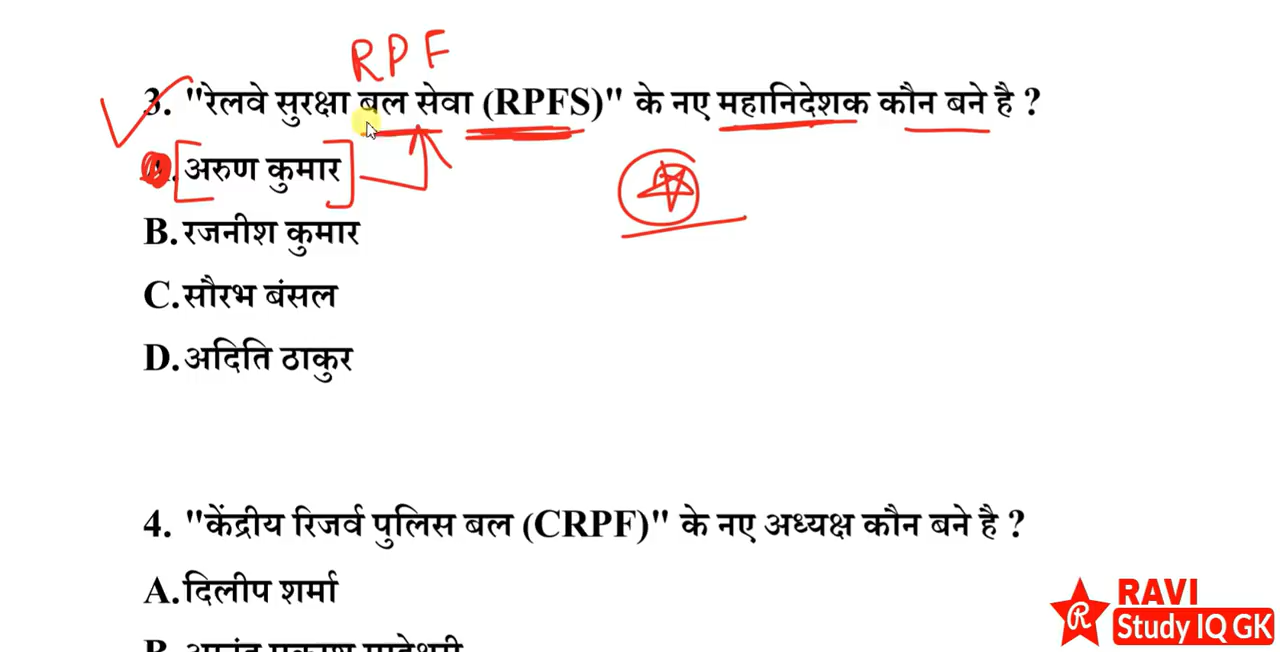 RPF
3. "रेलवे सुरक्षा बल सेवा (RPFS)" के नए महानिदेशक कौन बने है ?
अरुण कुमार
B.रजनीश कुमार
C.सौरभ बंसल
D.अदिति ठाकुर
4. "केंद्रीय रिजर्व पुलिस बल (CRPF)" के नए अध्यक्ष कौन बने है ?
A.दिलीप शर्मा
R RAVI
Study IQ GK